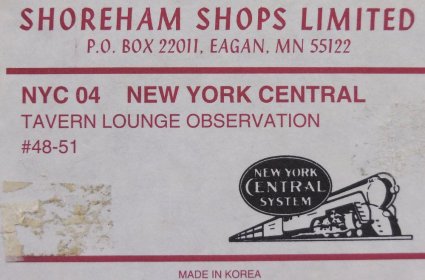 SHOREHAM SHOPS LIMITED
P.O. BOX 22011, EAGAN, MN 55122
NYC 04 NEW YORK CENTRAL
TAVERN LOUNGE OBSERVATION
#48-51
NEW YORK
CENTRAL
SYSTEM
MADE IN KOREA